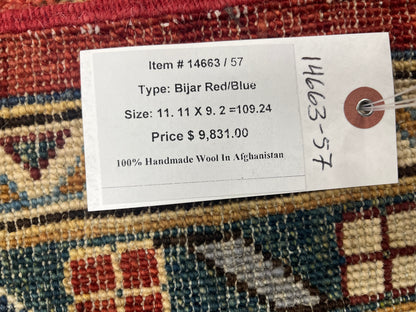 Item # 14663 / 57
Type: Bijar Red/Blue
Size: 11. 11 X 9. 2 =109.24
Price $ 9,831.00
100% Handmade Wool In Afghanistan
14663-57